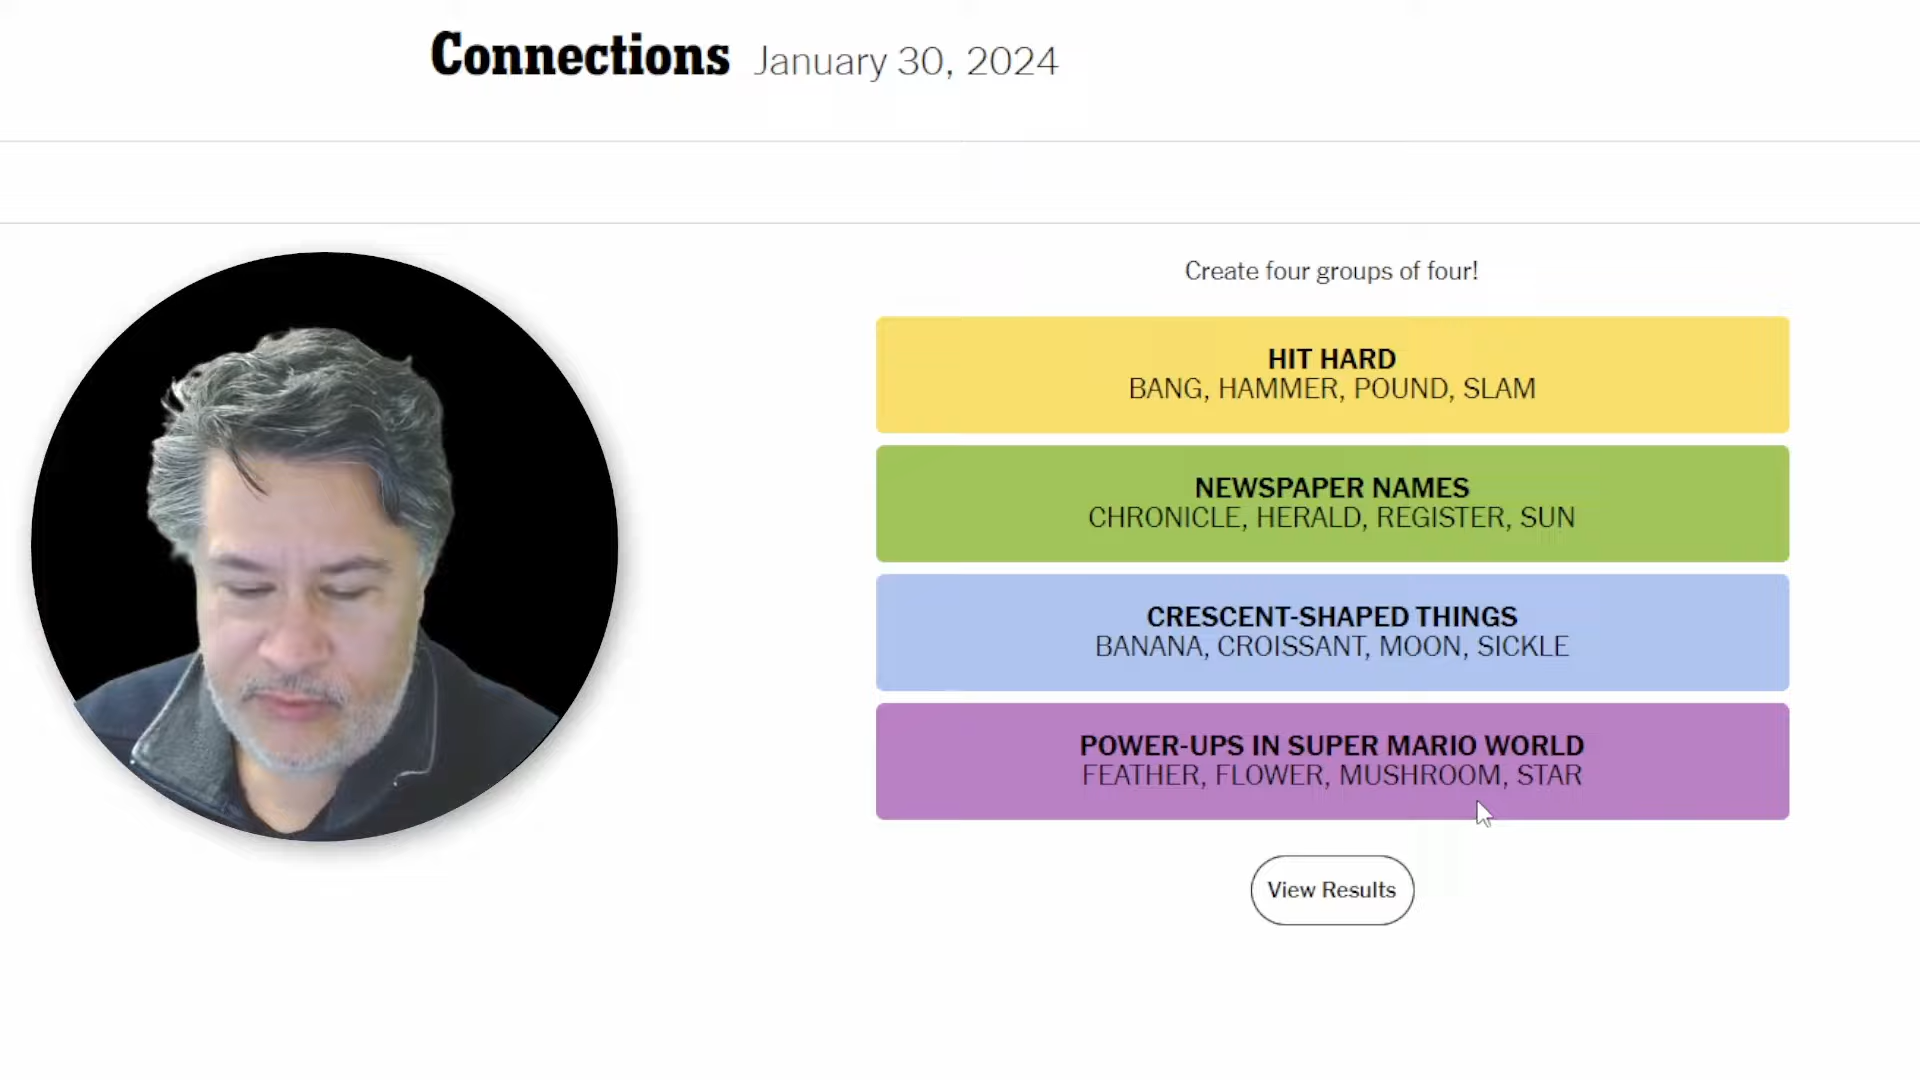 Connections January 30, 2024
Create four groups of four!
HIT HARD
BANG, HAMMER, POUND, SLAM
NEWSPAPER NAMES
CHRONICLE, HERALD, REGISTER, SUN
CRESCENT-SHAPED THINGS
BANANA, CROISSANT, MOON, SICKLE
POWER-UPS IN SUPER MARIO WORLD
FEATHER, FLOWER, MUSHROOM, STAR
View Results